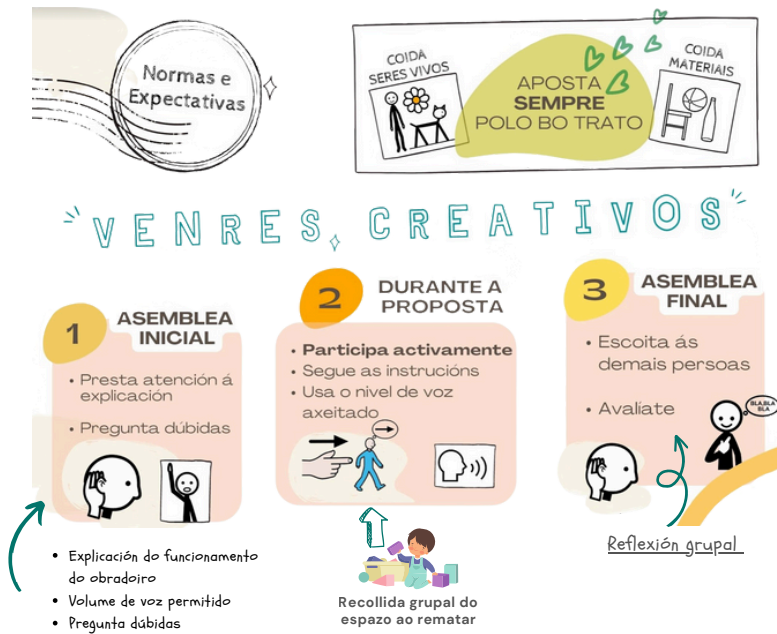 Normas e
Expectativas
COIDA
SERES VIVOS
APOSTA
SEMPRE
POLO BO TRATO
COIDA
MATERIAIS
"VENRES CREATIVOS"
1
ASEMBLEA
INICIAL
• Presta atención á
explicación
• Pregunta dúbidas
2
DURANTE A
PROPOSTA
• Participa activamente
• Segue as instrucións
• Usa o nivel de voz
axeitado
3
ASEMBLEA
FINAL
• Escoita ás
demais persoas
• Avalíate
BLA,BLA
BLA
• Explicación do funcionamento
do obradoiro
• Volume de voz permitido
• Pregunta dúbidas
Recollida grupal do
espazo ao rematar
Reflexión grupal